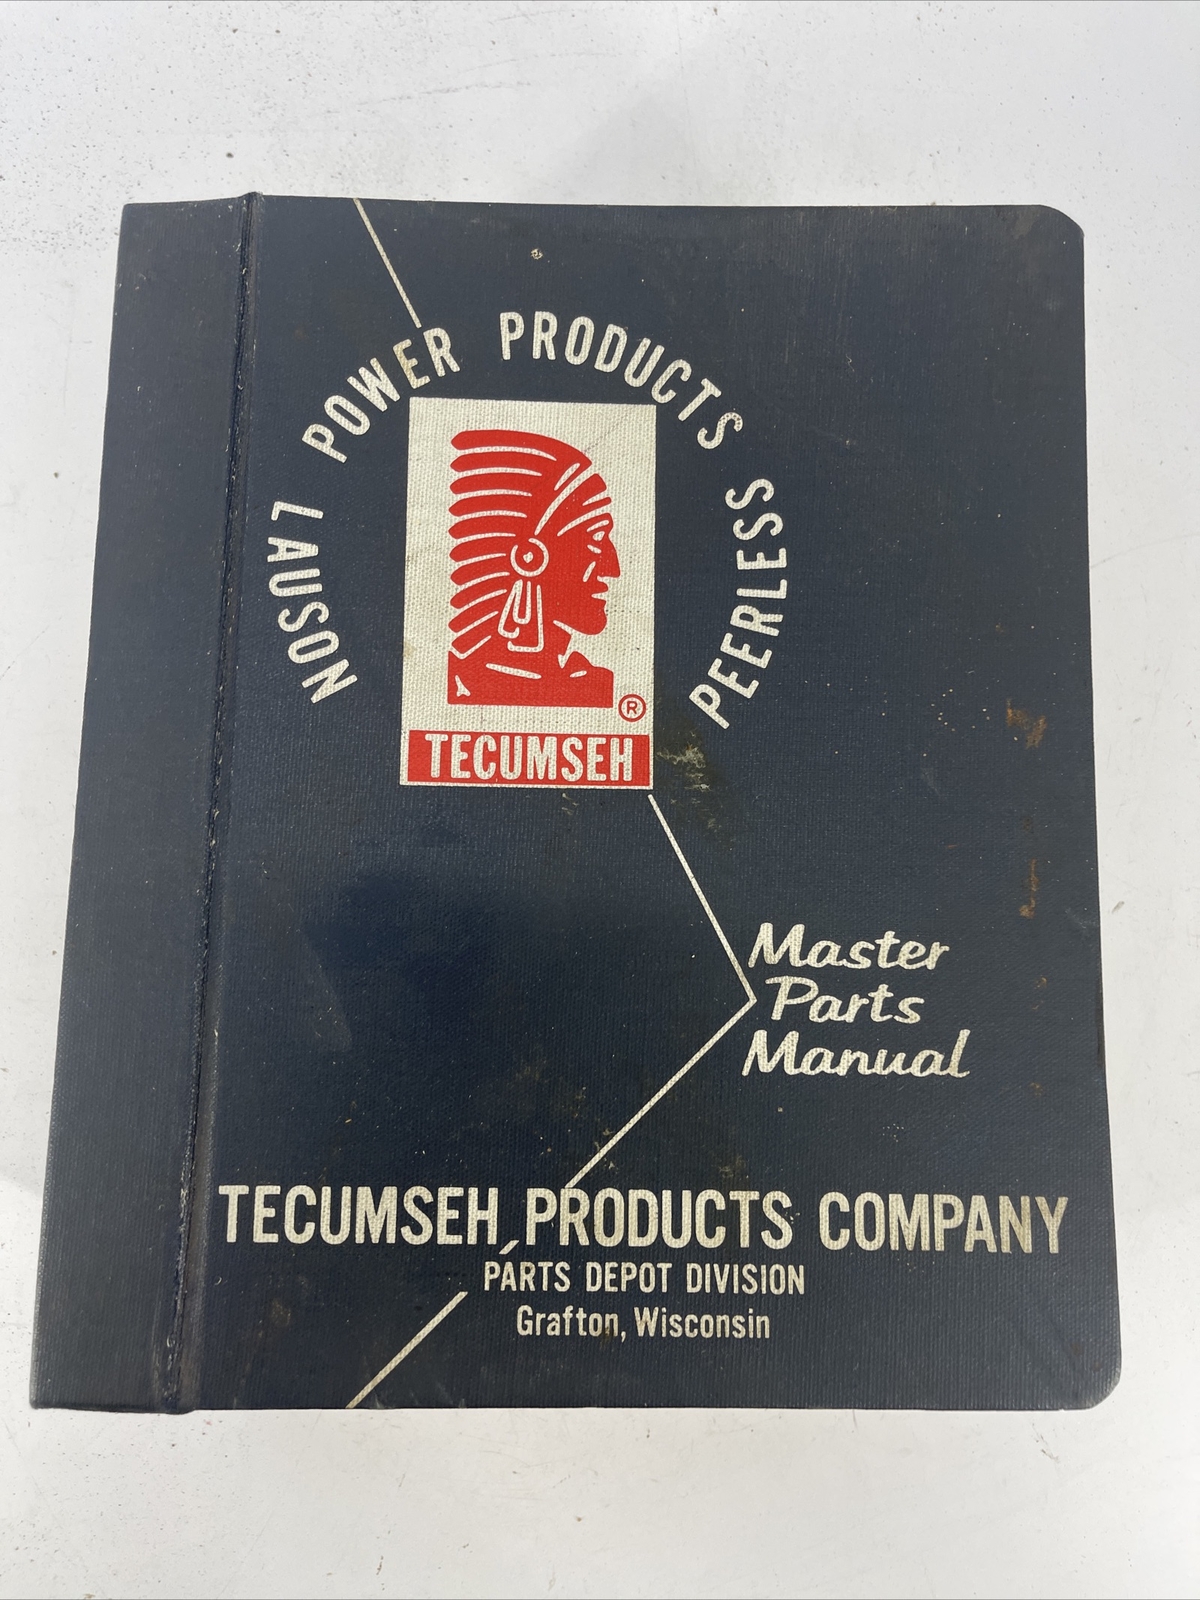 LAUSON POWER PRODUCTS PEERLESS
®
TECUMSEH
Master
Parts
Manual
TECUMSEH PRODUCTS COMPANY
PARTS DEPOT DIVISION
Grafton, Wisconsin